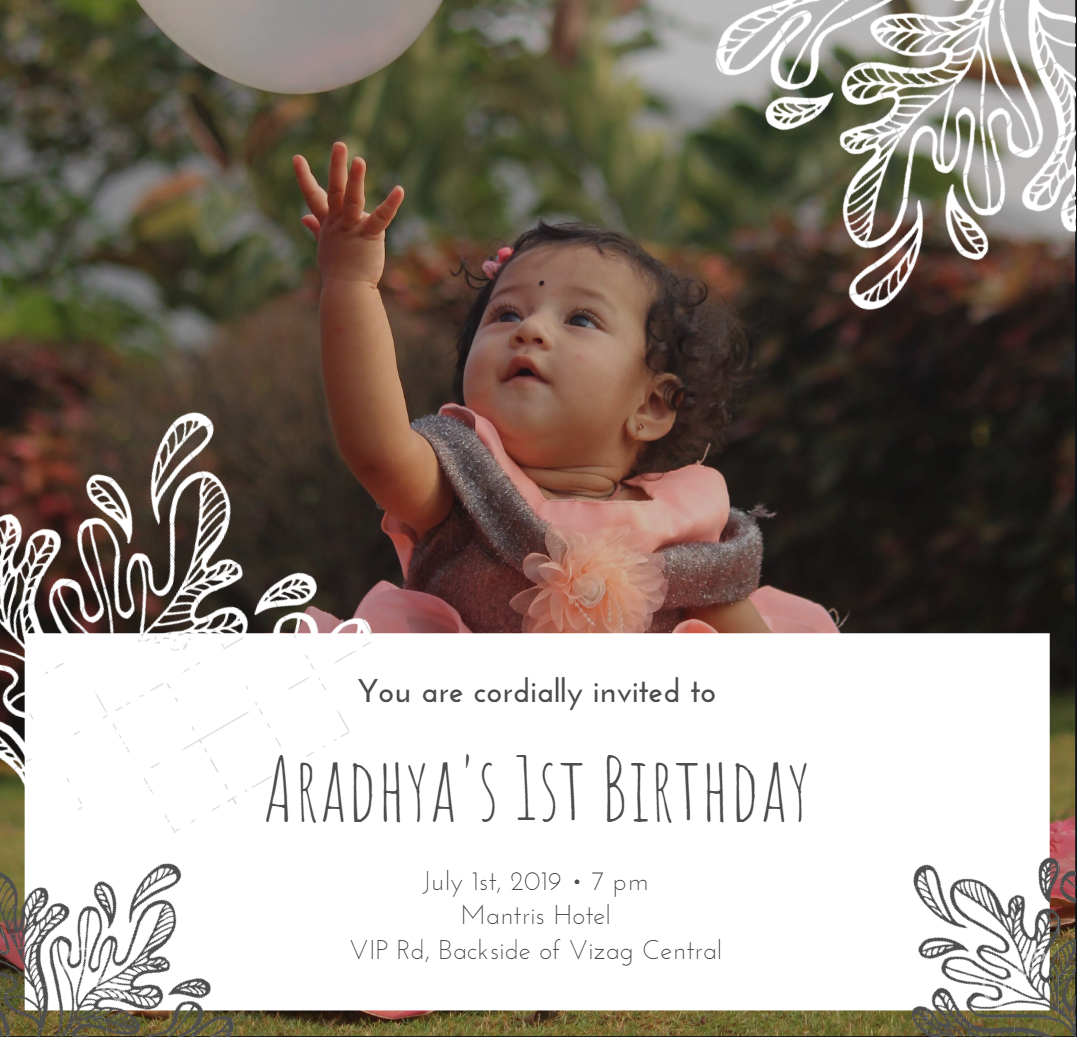 You are cordially invited to
Aradhya's 1st Birthday
July 1st, 2019 • 7 pm
Mantris Hotel
VIP Rd, Backside of Vizag Central